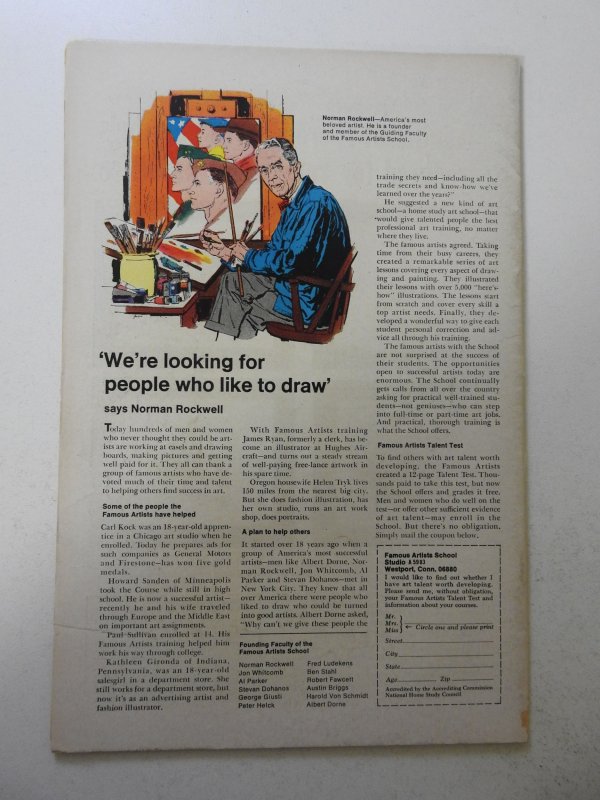 Norman Rockwell—America's most
beloved artist. He is a founder
and member of the Guiding Faculty
of the Famous Artists School.
'We're looking for
people who like to draw'
says Norman Rockwell
Today hundreds of men and women
who never thought they could be art-
ists are working at easels and drawing
boards, making pictures and getting
well paid for it. They all can thank a
group of famous artists who have de-
voted much of their time and talent
to helping others find success in art.
Some of the people the
Famous Artists have helped
Carl Kock was an 18-year-old appren-
tice in a Chicago art studio when he
enrolled. Today he prepares ads for
such companies as General Motors
and Firestone—has won five gold
medals.
Howard Sanden of Minneapolis
took the Course while still in high
school. He is now a successful artist—
recently he and his wife traveled
through Europe and the Middle East
on important art assignments.
Paul Sullivan enrolled at 14. His
Famous Artists training helped him
work his way through college.
Kathleen Gironda of Indiana,
Pennsylvania, was an 18-year-old
salesgirl in a department store. She
still works for a department store, but
now it's as an advertising artist and
fashion illustrator.
With Famous Artists training
James Ryan, formerly a clerk, has be-
come an illustrator at Hughes Air-
craft—and turns out a steady stream
of well-paying free-lance artwork in
his spare time.
Oregon housewife Helen Tryk lives
150 miles from the nearest big city.
But she does fashion illustration, has
her own studio, runs an art work
shop, does portraits.
A plan to help others
It started over 18 years ago when a
group of America's most successful
artists—men like Albert Dorne, Nor-
man Rockwell, Jon Whitcomb, Al
Parker and Stevan Dohanos—met in
New York City. They knew that all
over America there were people who
liked to draw who could be turned
into good artists. Albert Dorne asked,
"Why can't we give these people the
Founding Faculty of the
Famous Artists School
Norman Rockwell
Jon Whitcomb
Al Parker
Stevan Dohanos
George Giusti
Peter Helck
Fred Ludekens
Ben Stahl
Robert Fawcett
Austin Briggs
Harold Von Schmidt
Albert Dorne
training they need—including all the
trade secrets and know-how we've
learned over the years?"
He suggested a new kind of art
school—a home study art school—that
would give talented people the best
professional art training, no matter
where they live.
The famous artists agreed. Taking
time from their busy careers, they
created a remarkable series of art
lessons covering every aspect of draw-
ing and painting. They illustrated
their lessons with over 5,000 "here's-
how" illustrations. The lessons start
from scratch and cover every skill a
top artist needs. Finally, they de-
veloped a wonderful way to give each
student personal correction and ad-
vice all through his training.
The famous artists with the School
are not surprised at the success of
their students. The opportunities
open to successful artists today are
enormous. The School continually
gets calls from all over the country
asking for practical well-trained stu-
dents—not geniuses—who can step
into full-time or part-time art jobs.
And practical, thorough training is
what the School offers.
Famous Artists Talent Test
To find others with art talent worth
developing, the Famous Artists
created a 12-page Talent Test. Thou-
sands paid to take this test, but now
the School offers and grades it free.
Men and women who do well on the
test—or offer other sufficient evidence
of art talent—may enroll in the
School. But there's no obligation.
Simply mail the coupon below.
Famous Artists School
Studio A5983
Westport, Conn. 06880
I would like to find out whether I
have art talent worth developing.
Please send me, without obligation,
your Famous Artists Talent Test and
information about your courses.
Mr.
Mrs.
Miss
← Circle one and please print
Street
City
State
Age Zip
Accredited by the Accrediting Commission
National Home Study Council